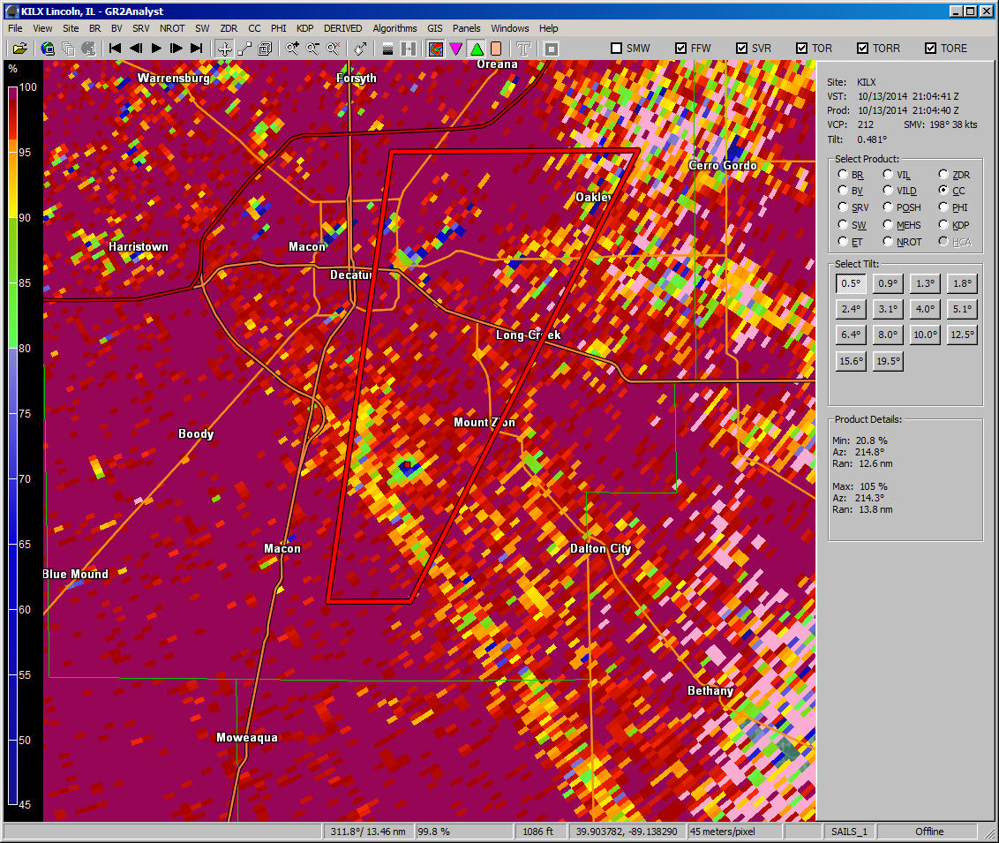 KILX Lincoln, IL - GR2Analyst
File View Site BR BV SRV NROT SW ZDR CC PHI KDP DERIVED Algorithms GIS Panels Windows Help
SMW FFW SVR TOR TORR TORE
%
100
95
90
85
80
75
70
65
60
55
50
45
Oreana
Warrensburg
Forsyth
Cerro Gordo
Oakley
Harristown
Macon
Decatur
Long Creek
Mount Zion
Boody
Macon
Dalton City
Blue Mound
Bethany
Moweaqua
Site: KILX
VST: 10/13/2014 21:04:41 Z
Prod: 10/13/2014 21:04:40 Z
VCP: 212 SMV: 198° 38 kts
Tilt: 0.481°
Select Product:
BR VIL ZDR
BV VILD CC
SRV POSH PHI
SW MEHS KDP
ET NROT HCA
Select Tilt:
0.5° 0.9° 1.3° 1.8°
2.4° 3.1° 4.0° 5.1°
6.4° 8.0° 10.0° 12.5°
15.6° 19.5°
Product Details:
Min: 20.8 %
Az: 214.8°
Ran: 12.6 nm
Max: 105 %
Az: 214.3°
Ran: 13.8 nm
311.8°/ 13.46 nm 99.8 % 1086 ft 39.903782, -89.138290 45 meters/pixel SAILS_1 Offline